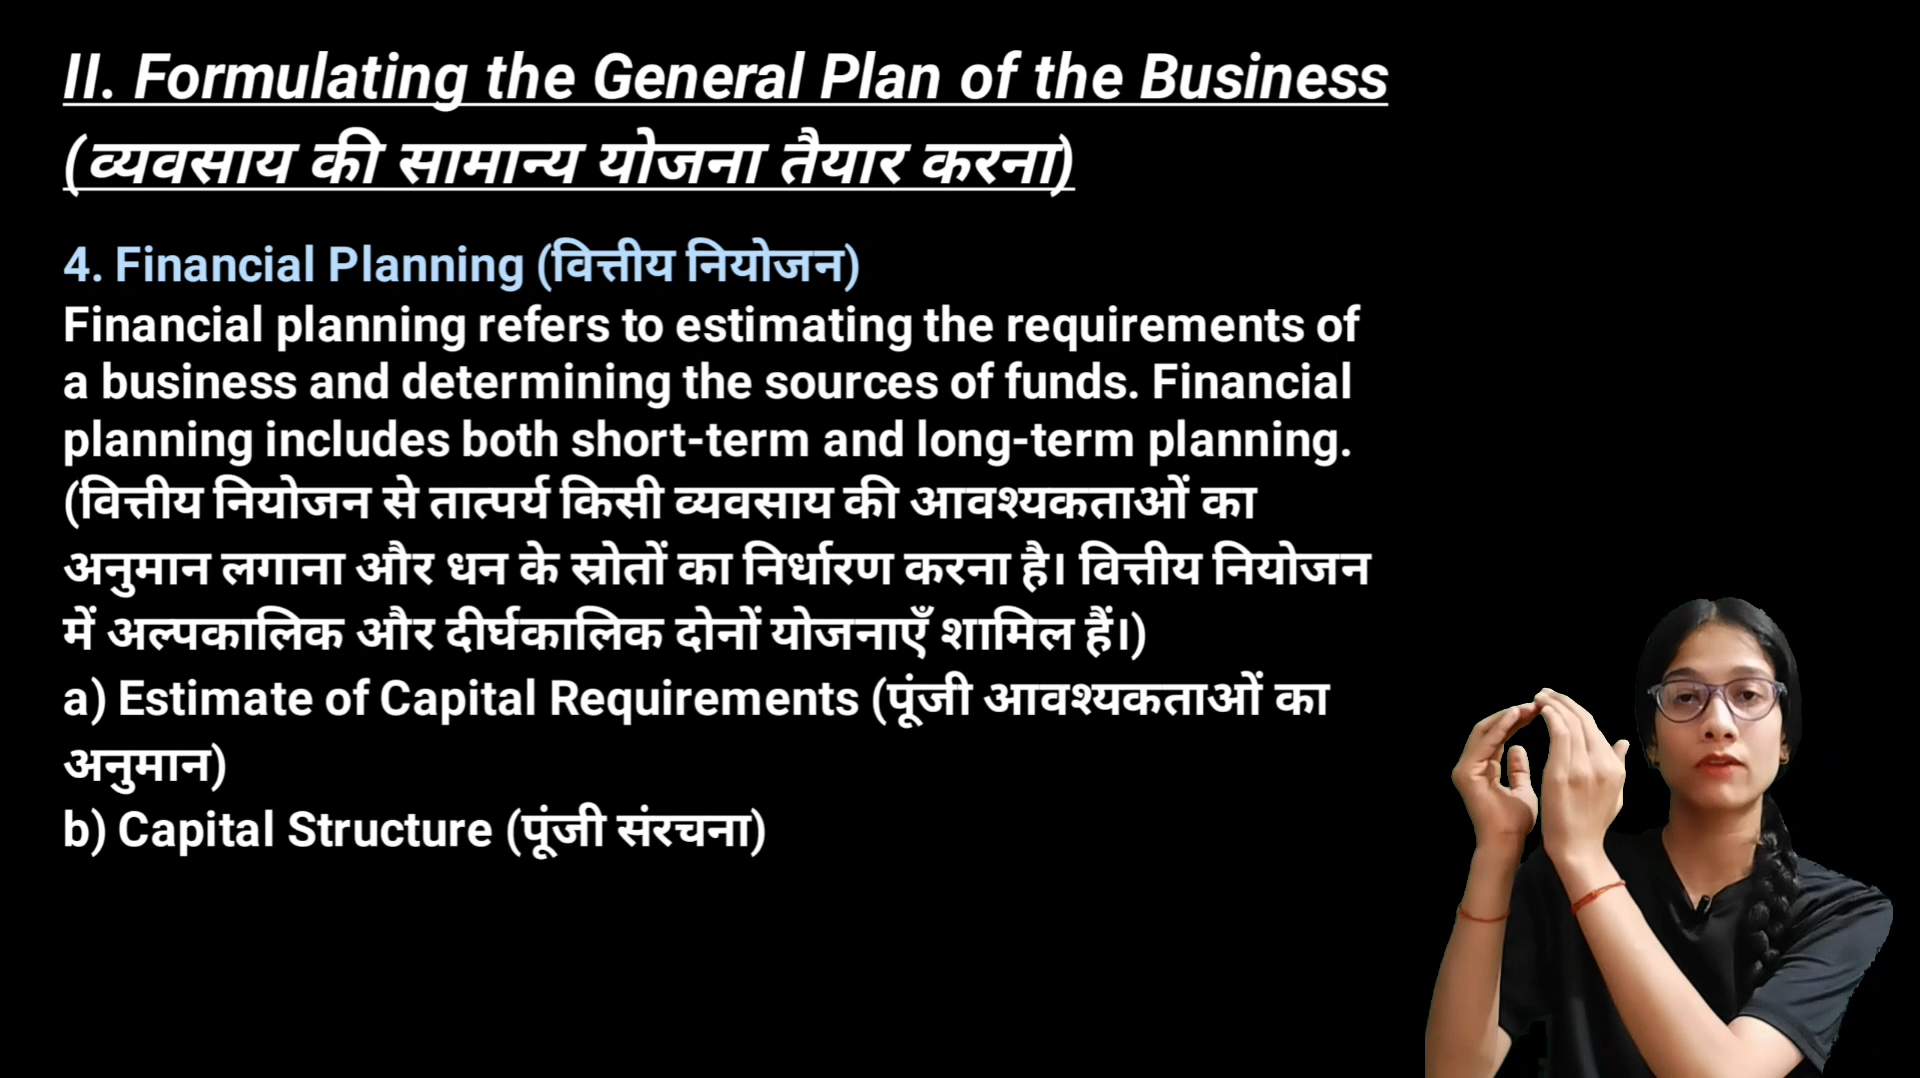 II. Formulating the General Plan of the Business
(व्यवसाय की सामान्य योजना तैयार करना)
4. Financial Planning (वित्तीय नियोजन)
Financial planning refers to estimating the requirements of
a business and determining the sources of funds. Financial
planning includes both short-term and long-term planning.
(वित्तीय नियोजन से तात्पर्य किसी व्यवसाय की आवश्यकताओं का
अनुमान लगाना और धन के स्रोतों का निर्धारण करना है। वित्तीय नियोजन
में अल्पकालिक और दीर्घकालिक दोनों योजनाएँ शामिल हैं।)
a) Estimate of Capital Requirements (पूंजी आवश्यकताओं का
अनुमान)
b) Capital Structure (पूंजी संरचना)